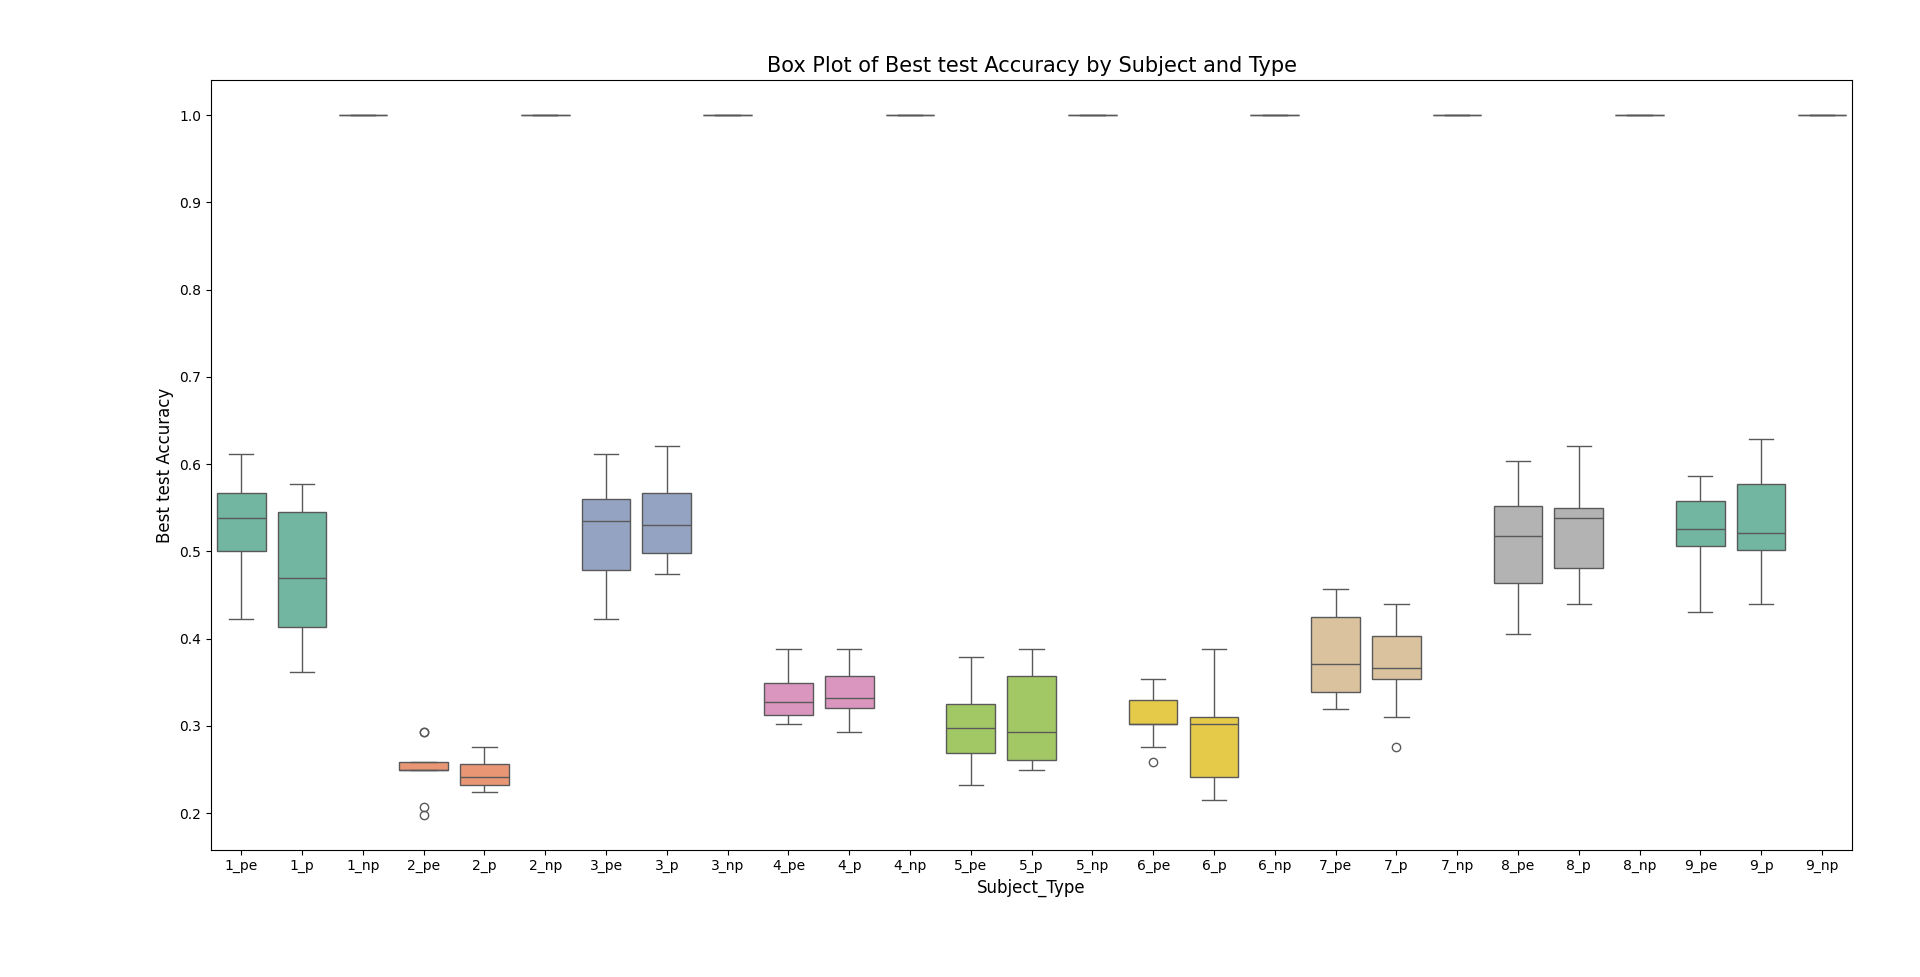 Box Plot of Best test Accuracy by Subject and Type
1.0
0.9
0.8
0.7
0.6
0.5
0.4
0.3
0.2
Best test Accuracy
1_pe 1_p 1_np 2_pe 2_p 2_np 3_pe 3_p 3_np 4_pe 4_p 4_np 5_pe 5_p 5_np 6_pe 6_p 6_np 7_pe 7_p 7_np 8_pe 8_p 8_np 9_pe 9_p 9_np
Subject_Type